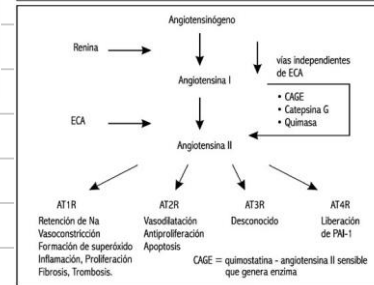 Angiotensinógeno
Renina
vías independientes
de ECA
Angiotensina I
• CAGE
• Catepsina G
• Quimasa
ECA
Angiotensina II
AT1R
Retención de Na
Vasoconstricción
Formación de superóxido
Inflamación, Proliferación
Fibrosis, Trombosis.
AT2R
Vasodilatación
Antiproliferación
Apoptosis
AT3R
Desconocido
AT4R
Liberación
de PAI-1
CAGE = quimostatina - angiotensina II sensible
que genera enzima